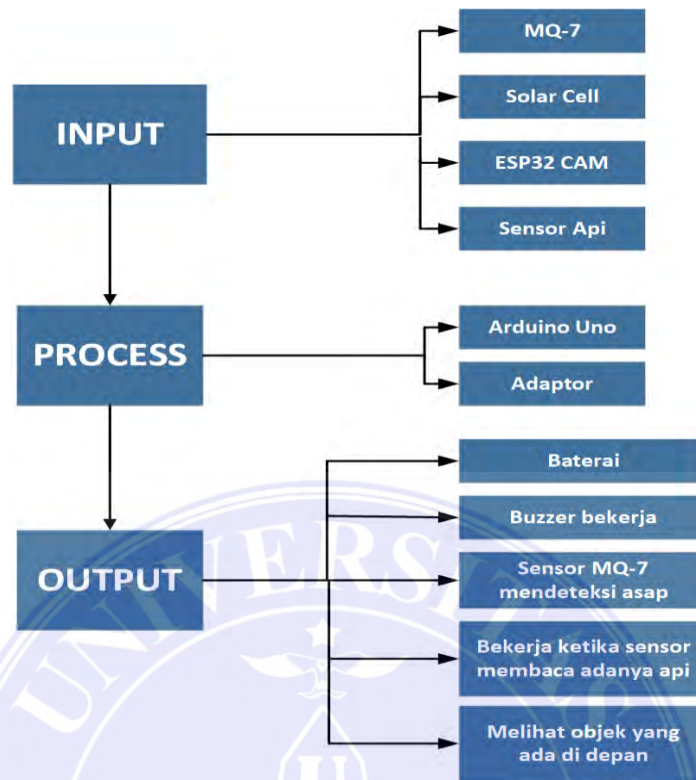 INPUT
MQ-7
Solar Cell
ESP32 CAM
Sensor Api
PROCESS
Arduino Uno
Adaptor
OUTPUT
Baterai
Buzzer bekerja
Sensor MQ-7
mendeteksi asap
Bekerja ketika sensor
membaca adanya api
Melihat objek yang
ada di depan
UNIVERSITAS